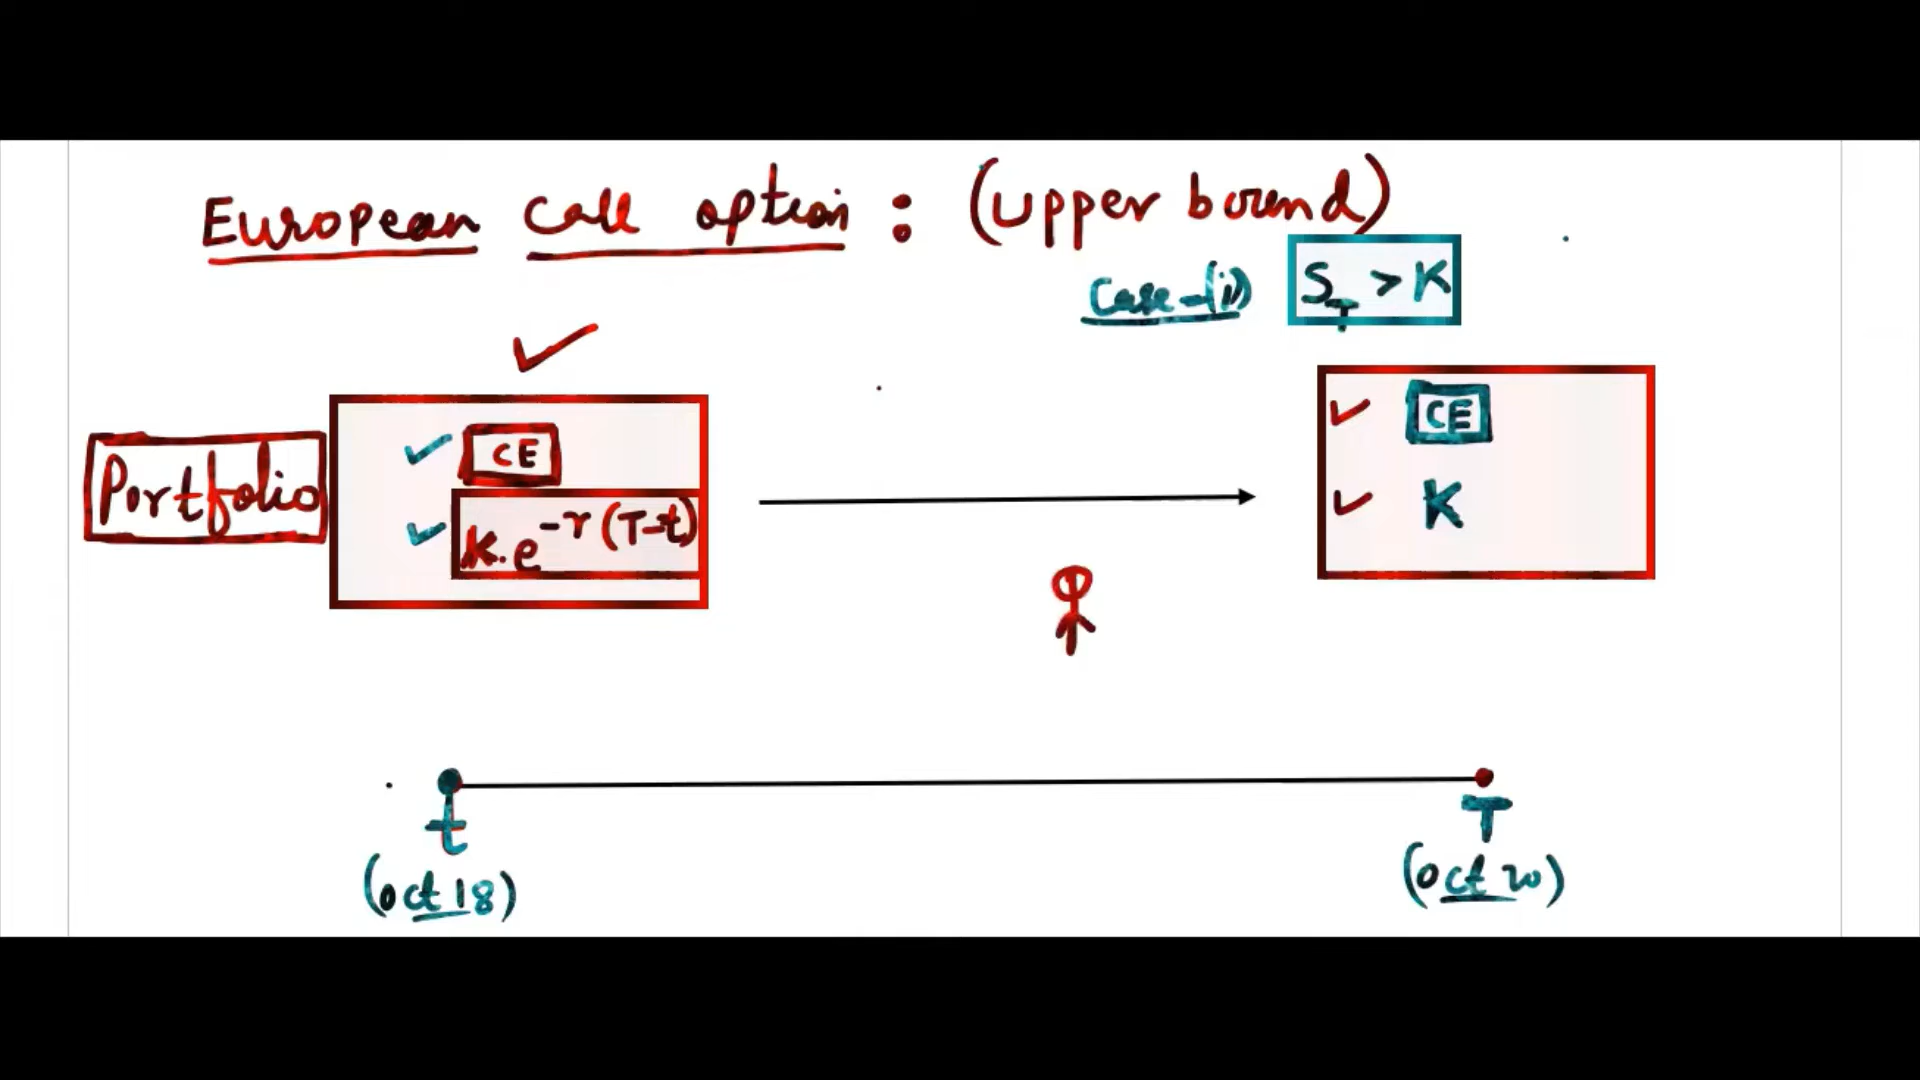 European call option : (upper bound)
Case-(i) S_T > K
Portfolio
CE
K.e^-r(T-t)
CE
K
t
(oct 18)
T
(oct 20)